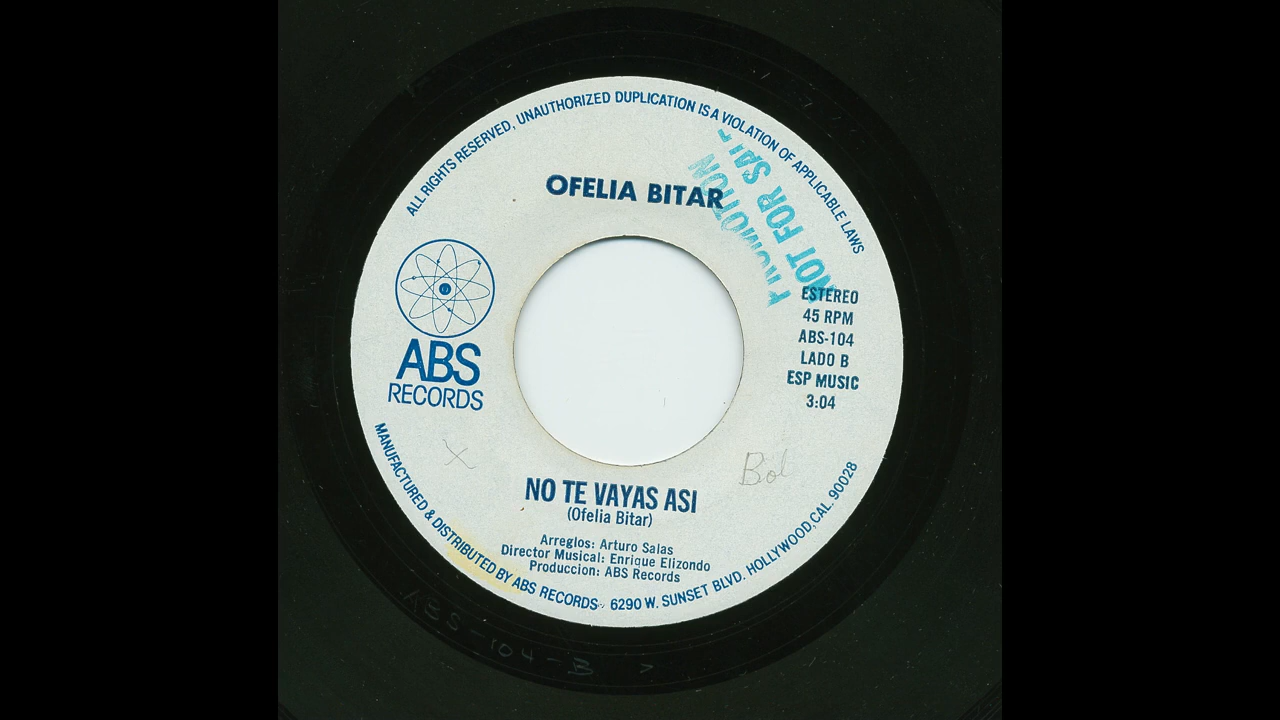 ALL RIGHTS RESERVED, UNAUTHORIZED DUPLICATION IS A VIOLATION OF APPLICABLE LAWS
OFELIA BITAR
PROMOTION
NOT FOR SALE
ABS
RECORDS
ESTEREO
45 RPM
ABS-104
LADO B
ESP MUSIC
3:04
X
Bol
NO TE VAYAS ASI
(Ofelia Bitar)
Arreglos: Arturo Salas
Director Musical: Enrique Elizondo
Produccion: ABS Records
MANUFACTURED & DISTRIBUTED BY ABS RECORDS - 6290 W. SUNSET BLVD. HOLLYWOOD, CAL. 90028
ABS-104-B >